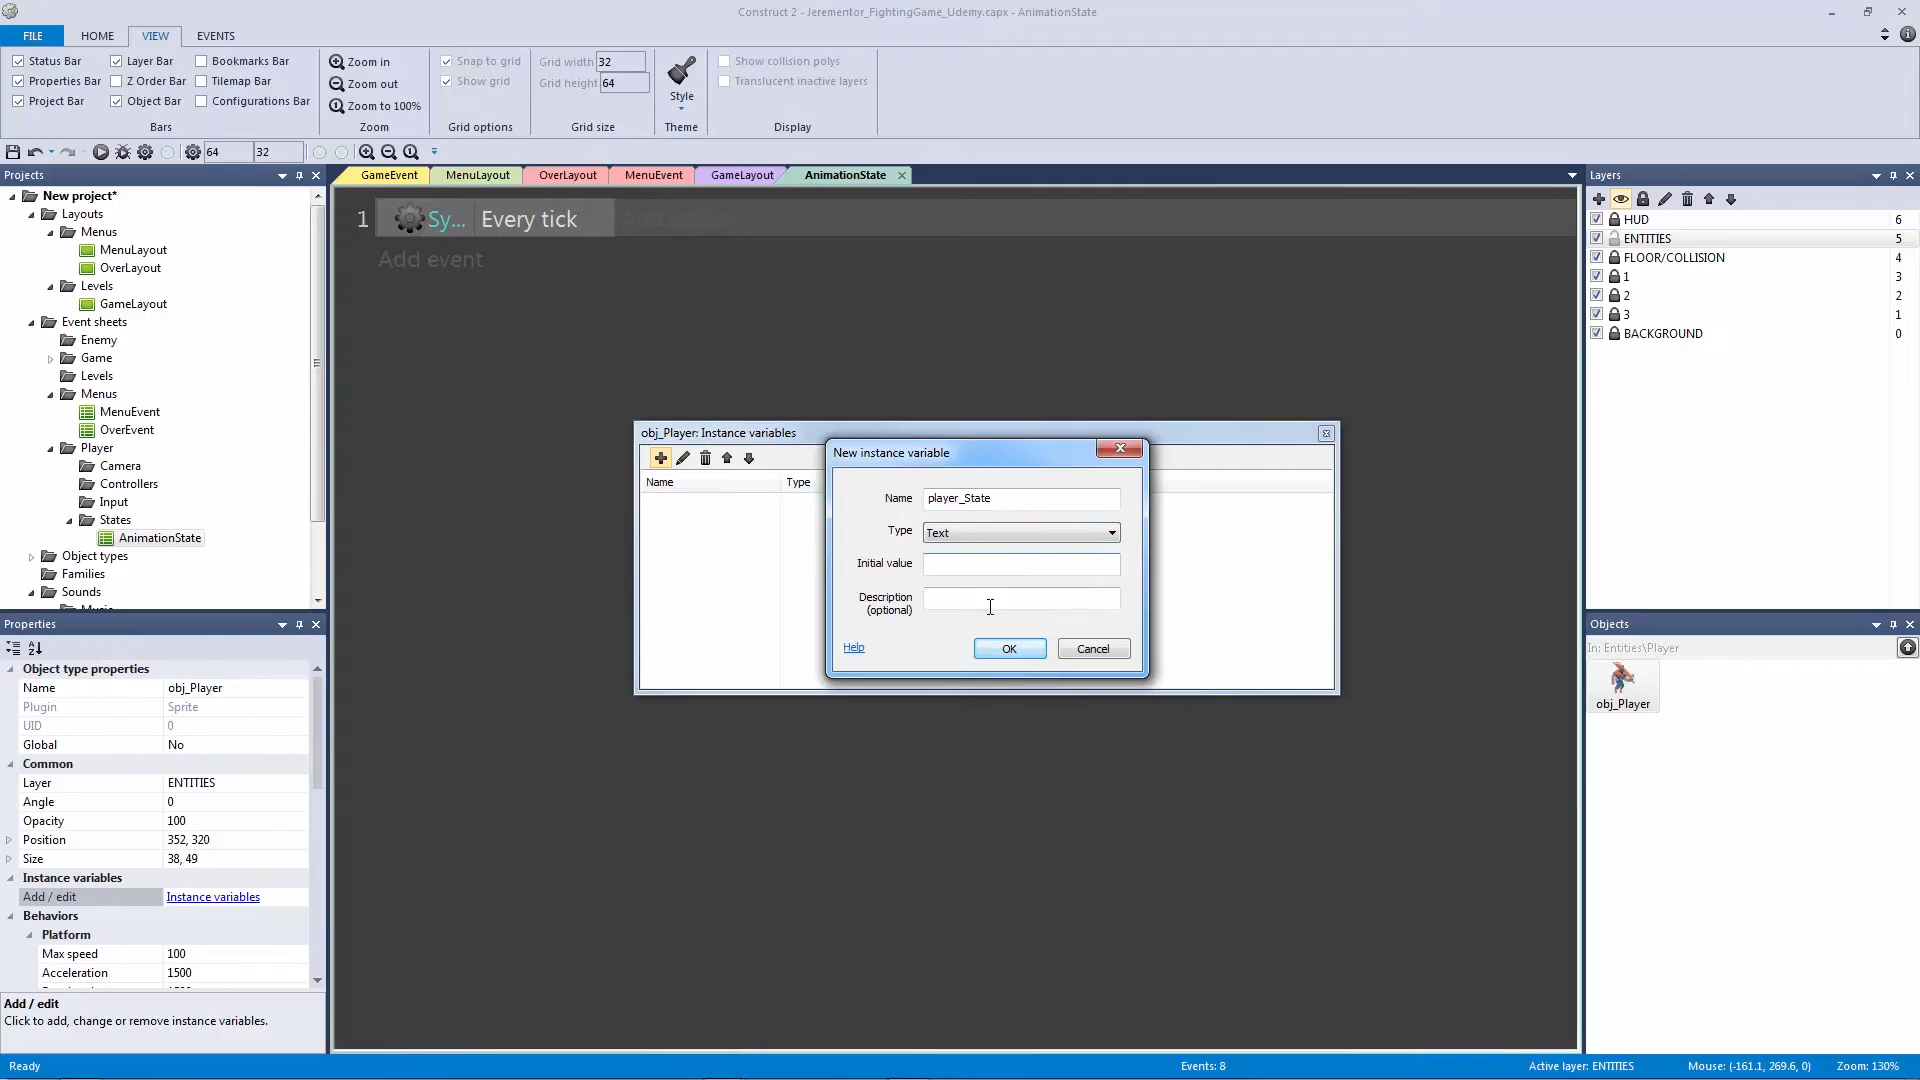 Construct 2 - Jerementor_FightingGame_Udemy.capx - AnimationState
FILE HOME VIEW EVENTS
Status Bar Layer Bar Bookmarks Bar
Properties Bar Z Order Bar Tilemap Bar
Project Bar Object Bar Configurations Bar
Bars
Zoom in
Zoom out
Zoom to 100%
Zoom
Snap to grid
Show grid
Grid options
Grid width 32
Grid height 64
Grid size
Style
Theme
Show collision polys
Translucent inactive layers
Display
64 32
Projects
New project*
Layouts
Menus
MenuLayout
OverLayout
Levels
GameLayout
Event sheets
Enemy
Game
Levels
Menus
MenuEvent
OverEvent
Player
Camera
Controllers
Input
States
AnimationState
Object types
Families
Sounds
Music
GameEvent MenuLayout OverLayout MenuEvent GameLayout AnimationState
1 Sy... Every tick
Add event
obj_Player: Instance variables
Name Type
New instance variable
Name player_State
Type Text
Initial value
Description
(optional)
Help OK Cancel
Layers
HUD 6
ENTITIES 5
FLOOR/COLLISION 4
1 3
2 2
3 1
BACKGROUND 0
Properties
Object type properties
Name obj_Player
Plugin Sprite
UID 0
Global No
Common
Layer ENTITIES
Angle 0
Opacity 100
Position 352, 320
Size 38, 49
Instance variables
Add / edit Instance variables
Behaviors
Platform
Max speed 100
Acceleration 1500
Add / edit
Click to add, change or remove instance variables.
Objects
In: Entities\Player
obj_Player
Ready Events: 8 Active layer: ENTITIES Mouse: (-161.1, 269.6, 0) Zoom: 130%